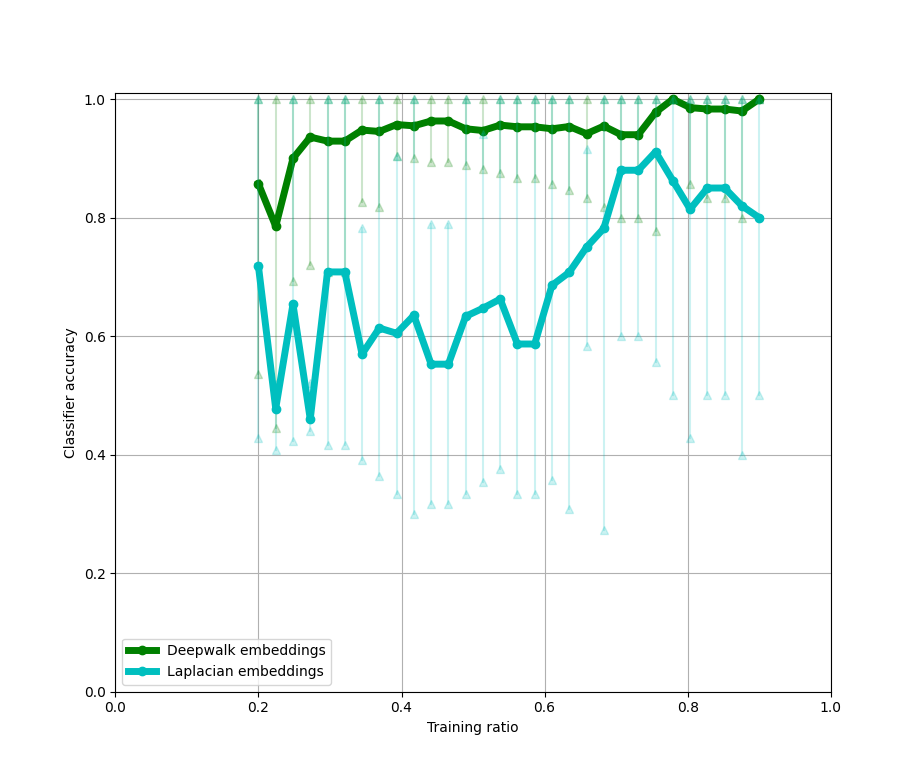 1.0
0.8
0.6
0.4
0.2
0.0
Classifier accuracy
Deepwalk embeddings
Laplacian embeddings
0.0 0.2 0.4 0.6 0.8 1.0
Training ratio